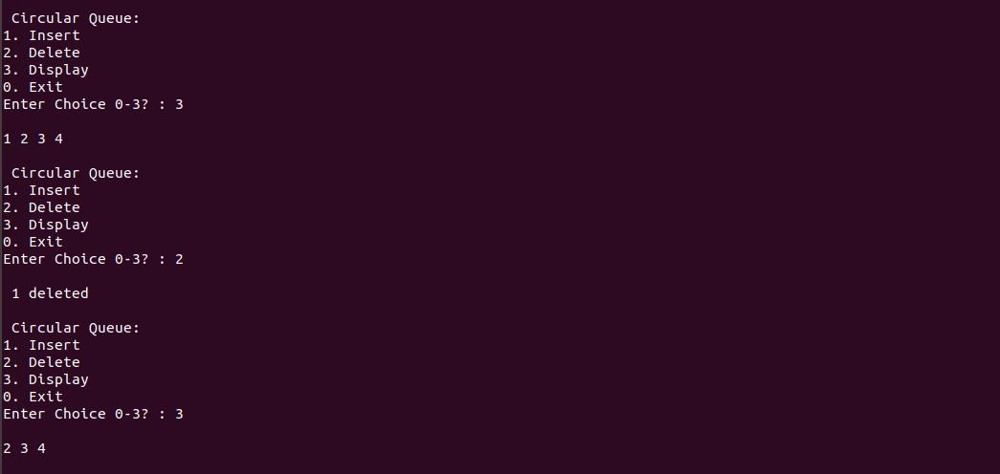 Circular Queue:
1. Insert
2. Delete
3. Display
0. Exit
Enter Choice 0-3? : 3
1 2 3 4
Circular Queue:
1. Insert
2. Delete
3. Display
0. Exit
Enter Choice 0-3? : 2
1 deleted
Circular Queue:
1. Insert
2. Delete
3. Display
0. Exit
Enter Choice 0-3? : 3
2 3 4